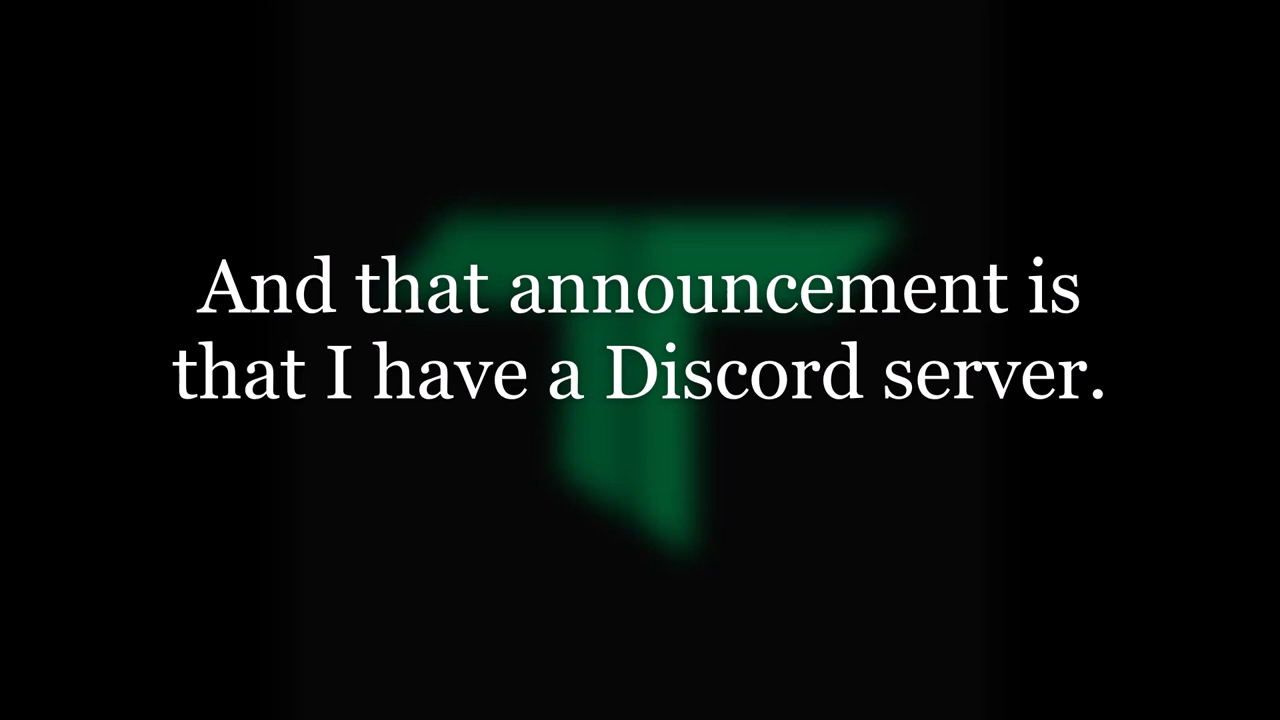 And that announcement is
that I have a Discord server.